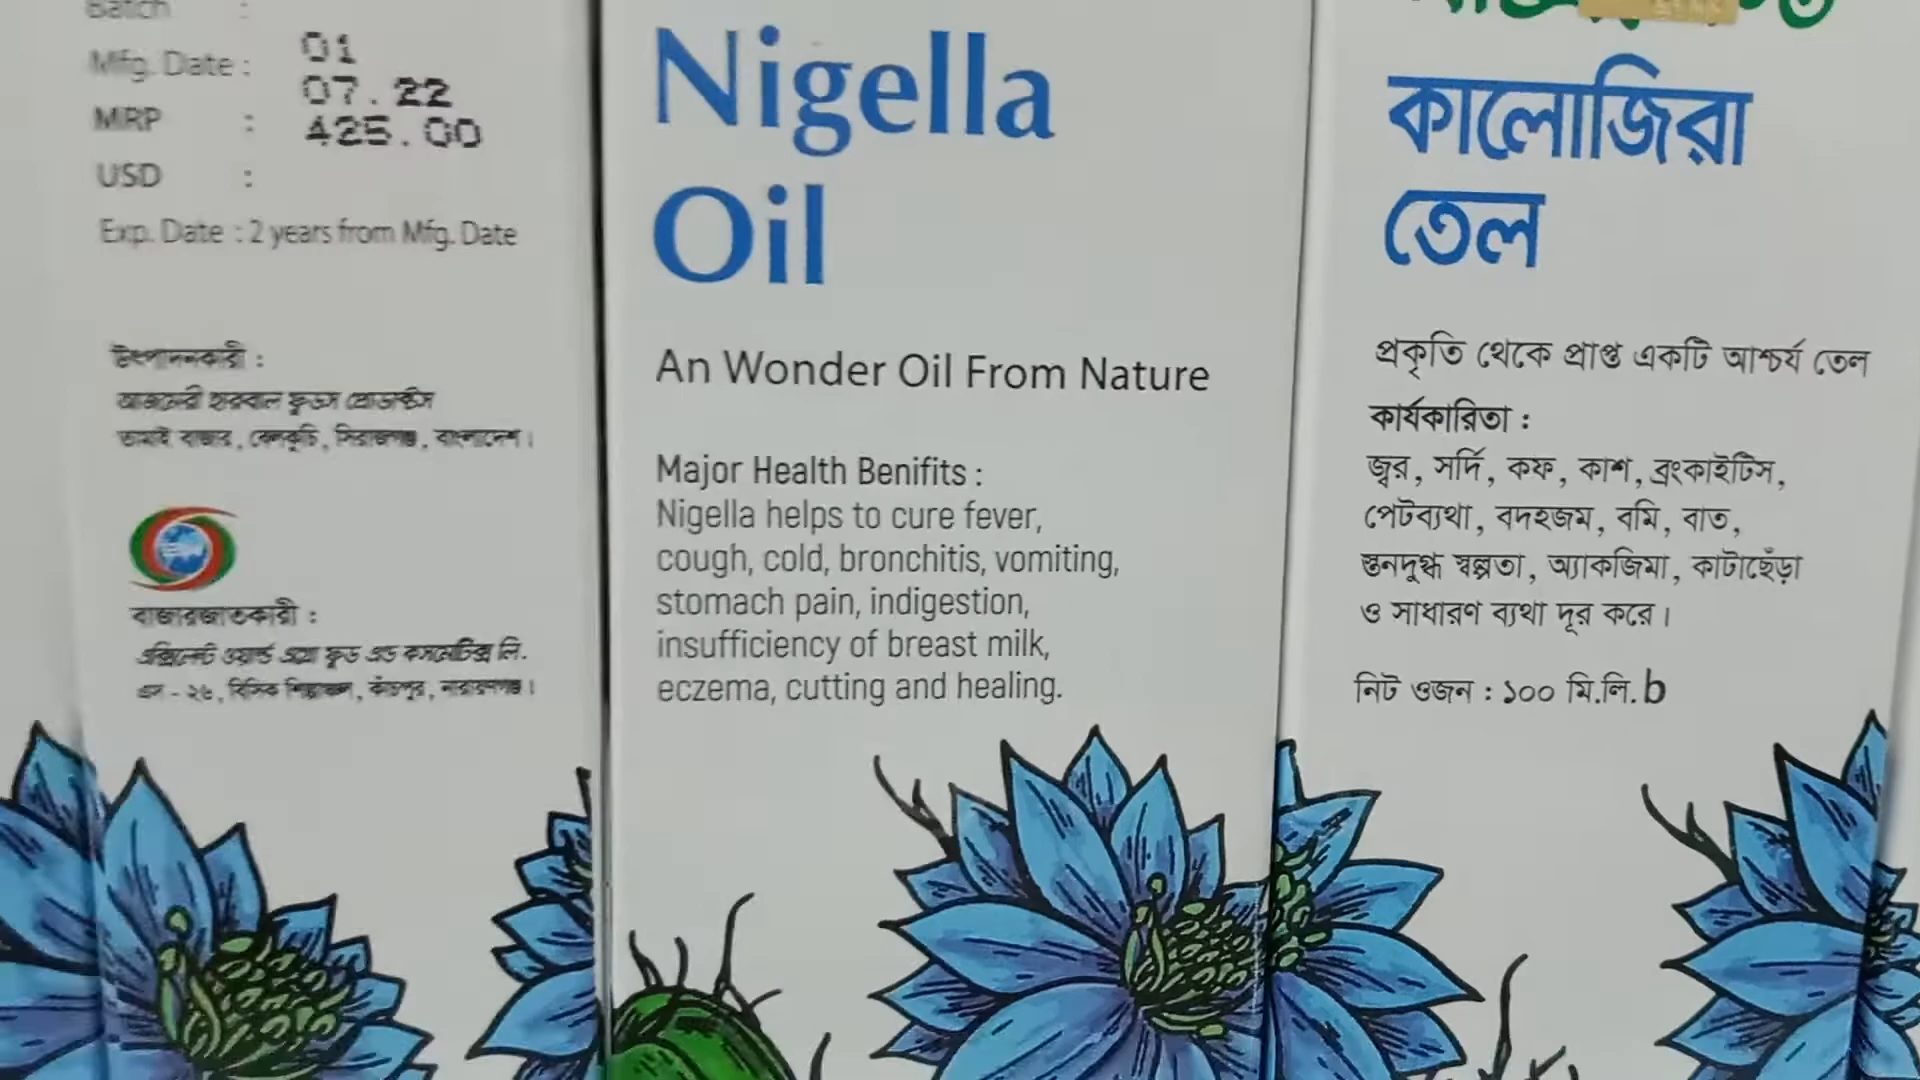 Batch :
Mfg. Date : 01
07.22
MRP : 425.00
USD :
Exp. Date : 2 years from Mfg. Date
উৎপাদনকারী :
বাজারজাতকারী :
Nigella
Oil
An Wonder Oil From Nature
Major Health Benifits :
Nigella helps to cure fever,
cough, cold, bronchitis, vomiting,
stomach pain, indigestion,
insufficiency of breast milk,
eczema, cutting and healing.
কালোজিরা
তেল
প্রকৃতি থেকে প্রাপ্ত একটি আশ্চর্য তেল
কার্যকারিতা :
জ্বর, সর্দি, কফ, কাশ, ব্রংকাইটিস,
পেটব্যথা, বদহজম, বমি, বাত,
স্তনদুগ্ধ স্বল্পতা, অ্যাকজিমা, কাটাছেঁড়া
ও সাধারণ ব্যথা দূর করে।
নিট ওজন : ১০০ মি.লি.b